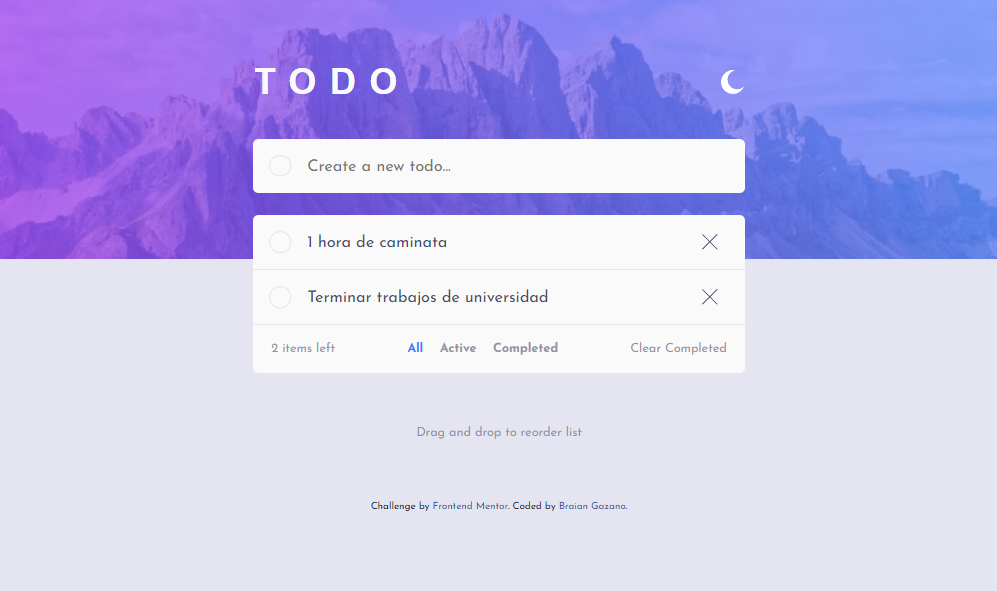 TODO
Create a new todo...
1 hora de caminata
Terminar trabajos de universidad
2 items left All Active Completed Clear Completed
Drag and drop to reorder list
Challenge by Frontend Mentor. Coded by Braian Gazano.